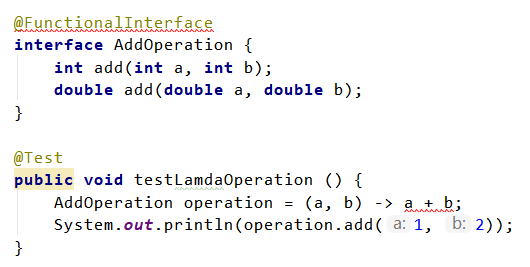 @FunctionalInterface
interface AddOperation {
    int add(int a, int b);
    double add(double a, double b);
}

@Test
public void testLamdaOperation () {
    AddOperation operation = (a, b) -> a + b;
    System.out.println(operation.add( a: 1,  b: 2));
}